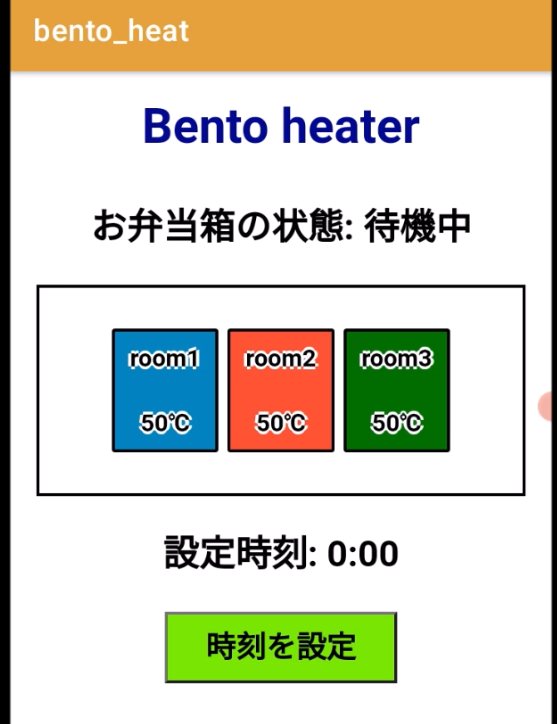 bento_heat
Bento heater
お弁当箱の状態: 待機中
room1 room2 room3
50℃ 50℃ 50℃
設定時刻: 0:00
時刻を設定